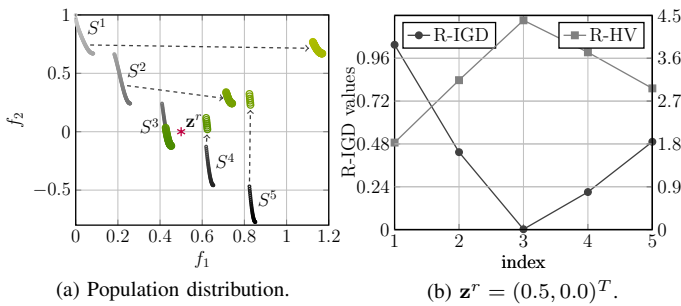 1
0.5
0
−0.5
0 0.2 0.4 0.6 0.8 1 1.2
f2
f1
S1
S2
S3
zr
S4
S5
(a) Population distribution.
R-IGD
R-HV
0.96
0.72
0.48
0.24
0
4.5
3.6
2.7
1.8
0.9
0
1 2 3 4 5
R-IGD values
index
(b) zr = (0.5, 0.0)T.